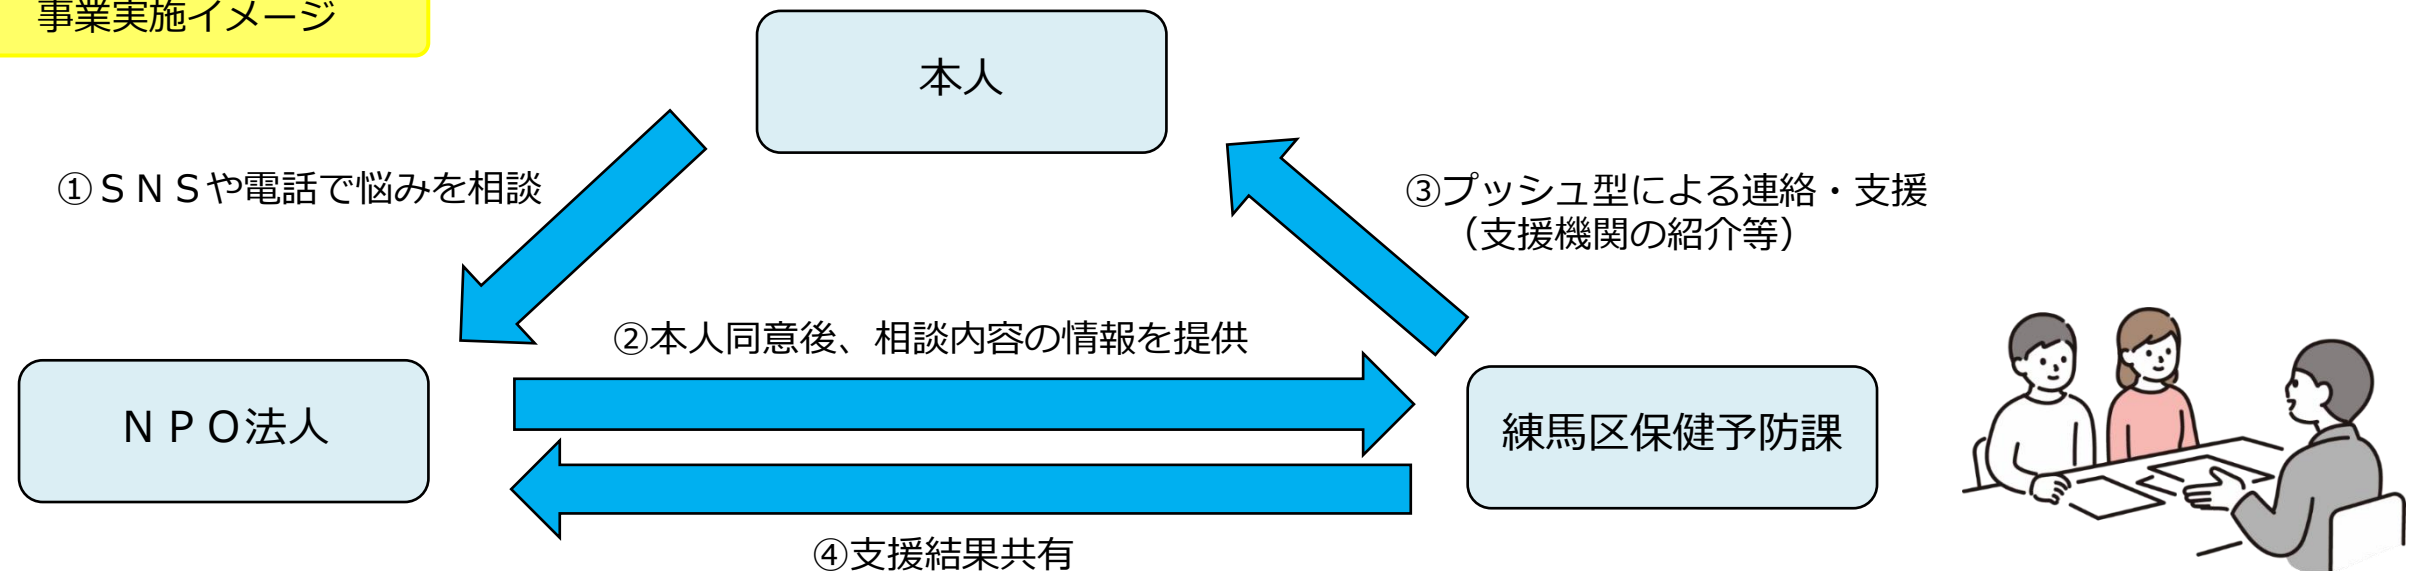 事業実施イメージ
本人
①ＳＮＳや電話で悩みを相談
③プッシュ型による連絡・支援
（支援機関の紹介等）
②本人同意後、相談内容の情報を提供
ＮＰＯ法人
練馬区保健予防課
④支援結果共有